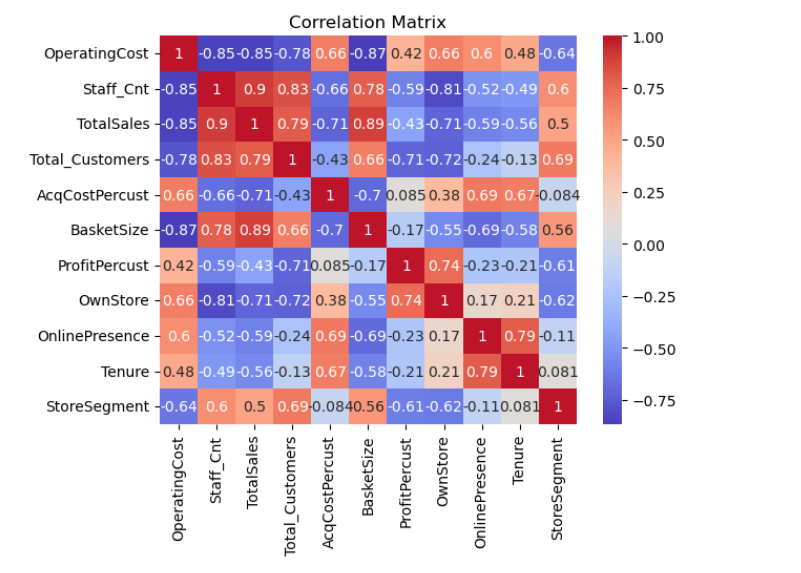 Correlation Matrix
OperatingCost 1 -0.85 -0.85 -0.78 0.66 -0.87 0.42 0.66 0.6 0.48 -0.64
Staff_Cnt -0.85 1 0.9 0.83 -0.66 0.78 -0.59 -0.81 -0.52 -0.49 0.6
TotalSales -0.85 0.9 1 0.79 -0.71 0.89 -0.43 -0.71 -0.59 -0.56 0.5
Total_Customers -0.78 0.83 0.79 1 -0.43 0.66 -0.71 -0.72 -0.24 -0.13 0.69
AcqCostPercust 0.66 -0.66 -0.71 -0.43 1 -0.7 0.085 0.38 0.69 0.67 -0.084
BasketSize -0.87 0.78 0.89 0.66 -0.7 1 -0.17 -0.55 -0.69 -0.58 0.56
ProfitPercust 0.42 -0.59 -0.43 -0.71 0.085 -0.17 1 0.74 -0.23 -0.21 -0.61
OwnStore 0.66 -0.81 -0.71 -0.72 0.38 -0.55 0.74 1 0.17 0.21 -0.62
OnlinePresence 0.6 -0.52 -0.59 -0.24 0.69 -0.69 -0.23 0.17 1 0.79 -0.11
Tenure 0.48 -0.49 -0.56 -0.13 0.67 -0.58 -0.21 0.21 0.79 1 0.081
StoreSegment -0.64 0.6 0.5 0.69 -0.084 0.56 -0.61 -0.62 -0.11 0.081 1
OperatingCost
Staff_Cnt
TotalSales
Total_Customers
AcqCostPercust
BasketSize
ProfitPercust
OwnStore
OnlinePresence
Tenure
StoreSegment
1.00
0.75
0.50
0.25
0.00
−0.25
−0.50
−0.75